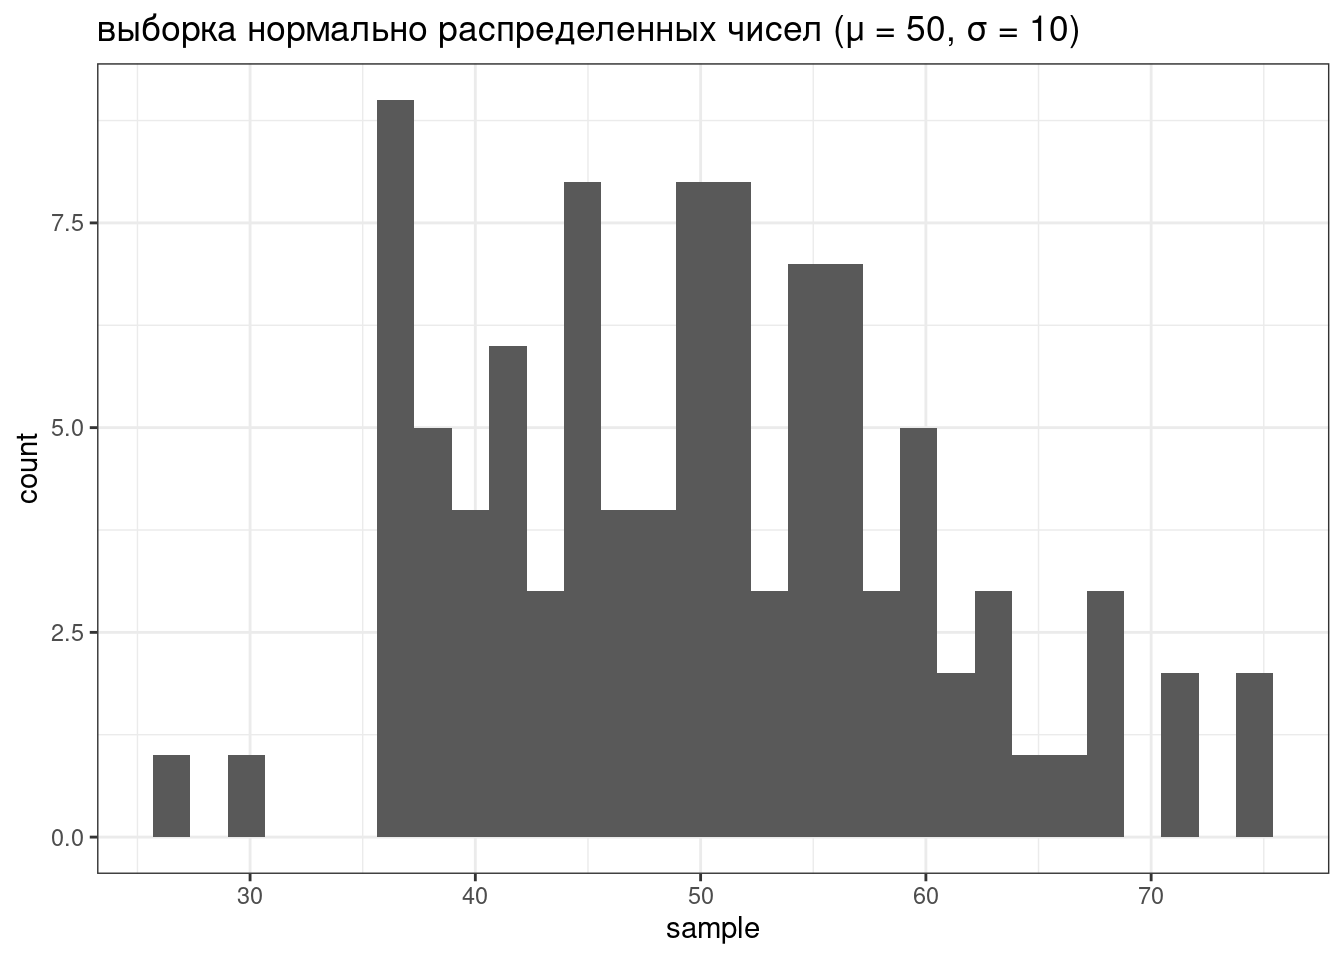 выборка нормально распределенных чисел (μ = 50, σ = 10)
7.5
5.0
2.5
0.0
count
30 40 50 60 70
sample